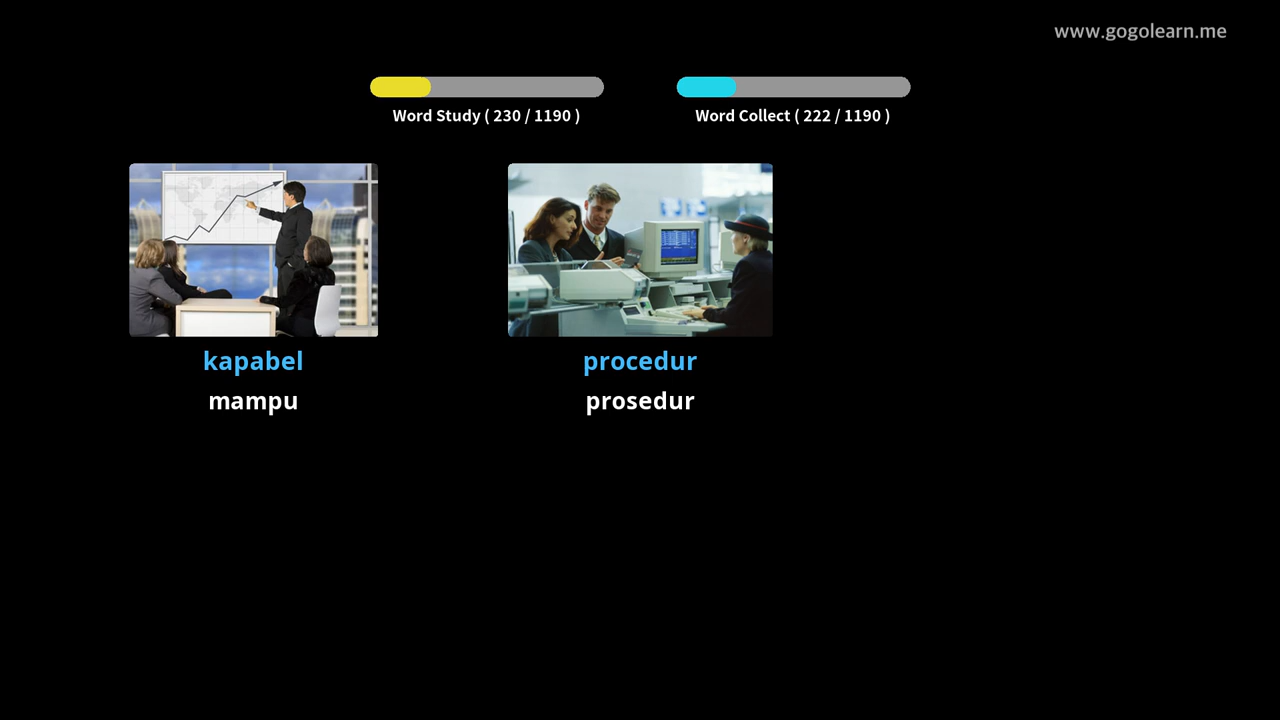 www.gogolearn.me
Word Study ( 230 / 1190 )
Word Collect ( 222 / 1190 )
kapabel
mampu
procedur
prosedur